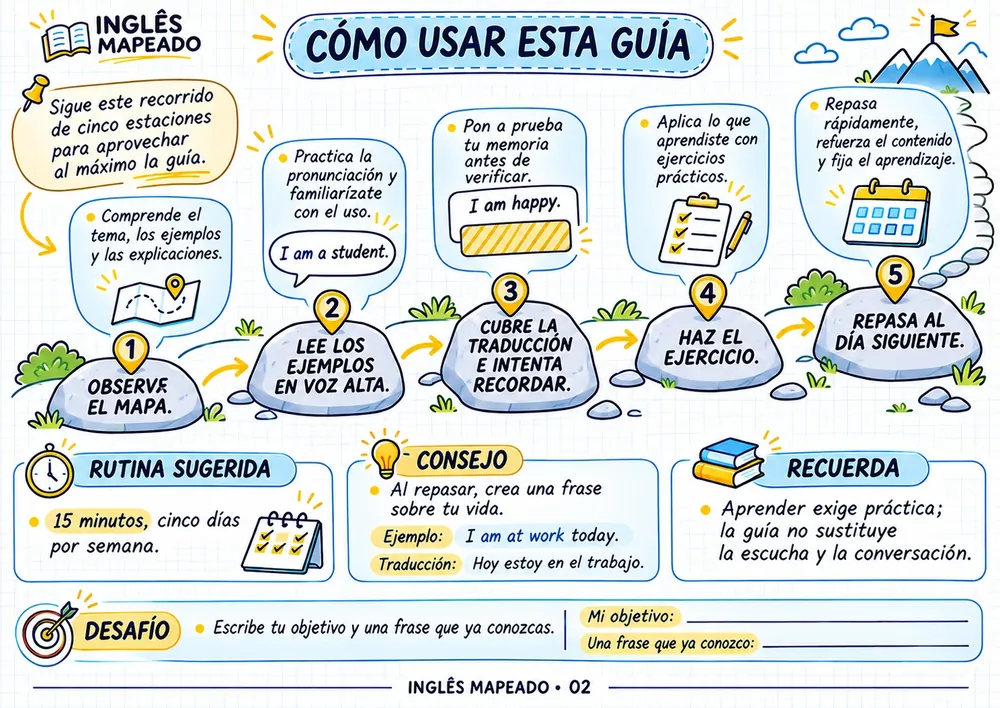 INGLÊS
MAPEADO
CÓMO USAR ESTA GUÍA
Sigue este recorrido
de cinco estaciones
para aprovechar
al máximo la guía.
Comprende el
tema, los ejemplos
y las explicaciones.
1
OBSERVE
EL MAPA.
Practica la
pronunciación y
familiarízate
con el uso.
I am a student.
2
LEE LOS
EJEMPLOS
EN VOZ ALTA.
Pon a prueba
tu memoria
antes de
verificar.
I am happy.
3
CUBRE LA
TRADUCCIÓN
E INTENTA
RECORDAR.
Aplica lo que
aprendiste con
ejercicios
prácticos.
4
HAZ EL
EJERCICIO.
Repasa
rápidamente,
refuerza el contenido
y fija el aprendizaje.
5
REPASA AL
DÍA SIGUIENTE.
RUTINA SUGERIDA
15 minutos, cinco días
por semana.
CONSEJO
Al repasar, crea una frase
sobre tu vida.
Ejemplo: I am at work today.
Traducción: Hoy estoy en el trabajo.
RECUERDA
Aprender exige práctica;
la guía no sustituye
la escucha y la conversación.
DESAFÍO
Escribe tu objetivo y una frase que ya conozcas.
Mi objetivo:
Una frase que ya conozco:
INGLÊS MAPEADO • 02